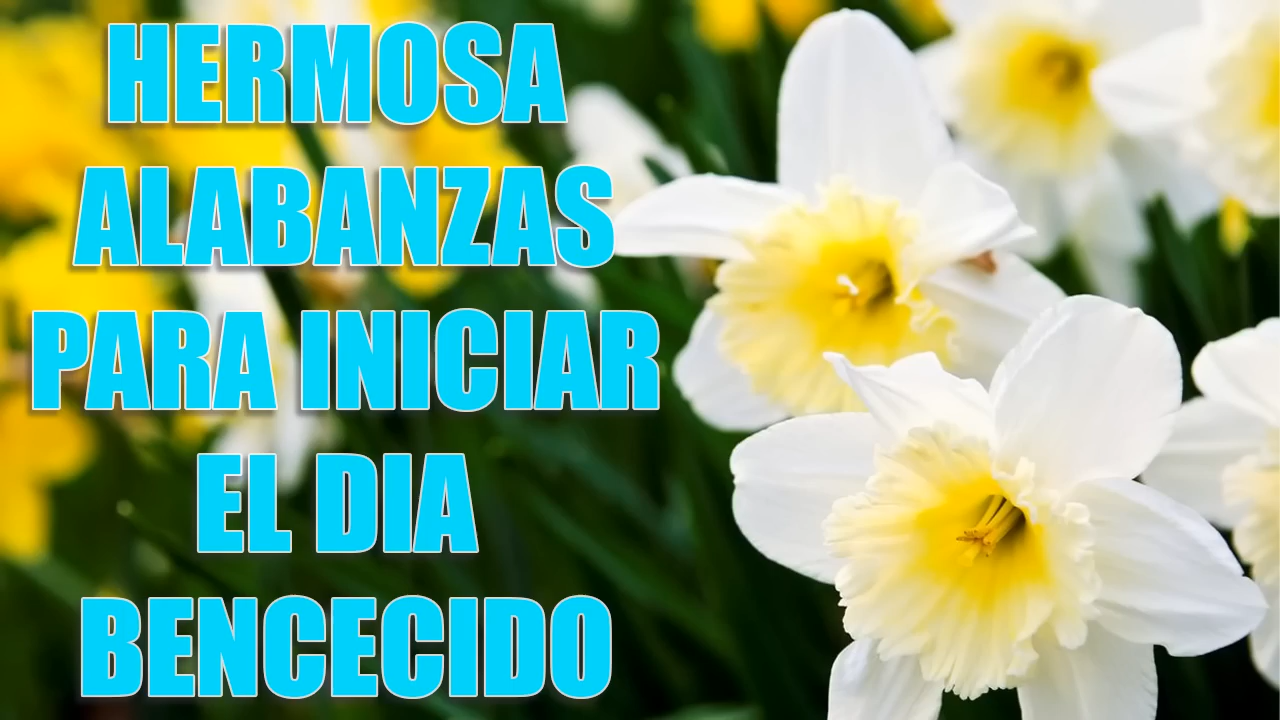 HERMOSA
ALABANZAS
PARA INICIAR
EL DIA
BENCECIDO